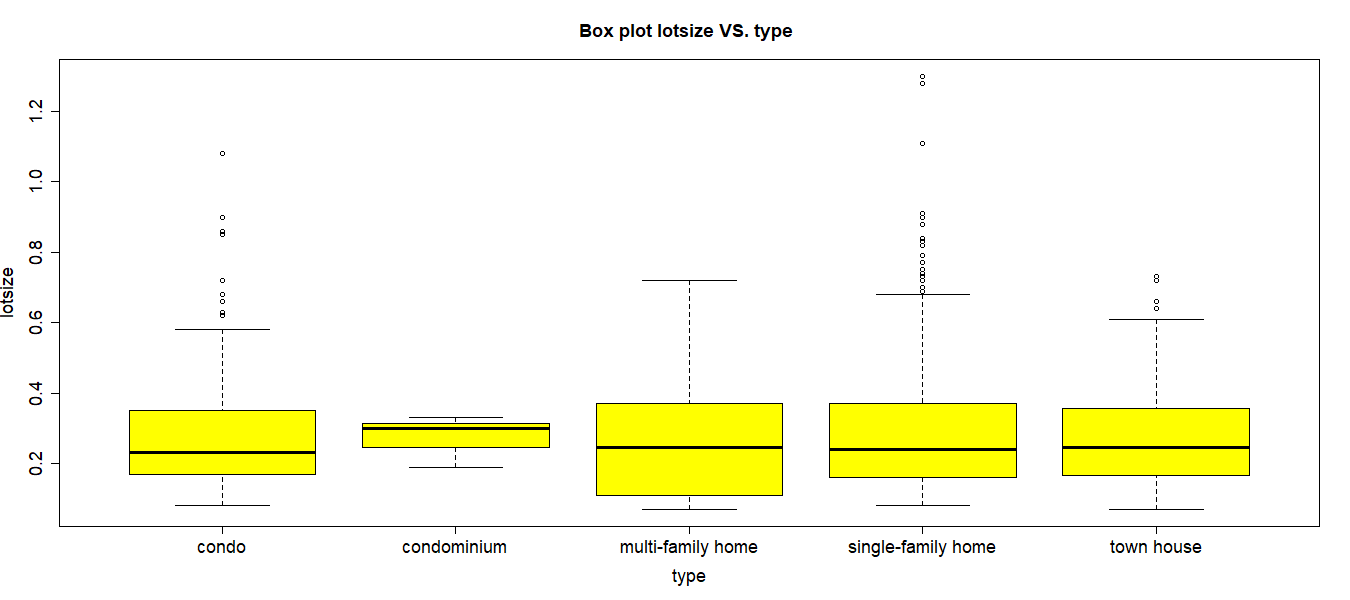 Box plot lotsize VS. type
lotsize
1.2
1.0
0.8
0.6
0.4
0.2
condo condominium multi-family home single-family home town house
type